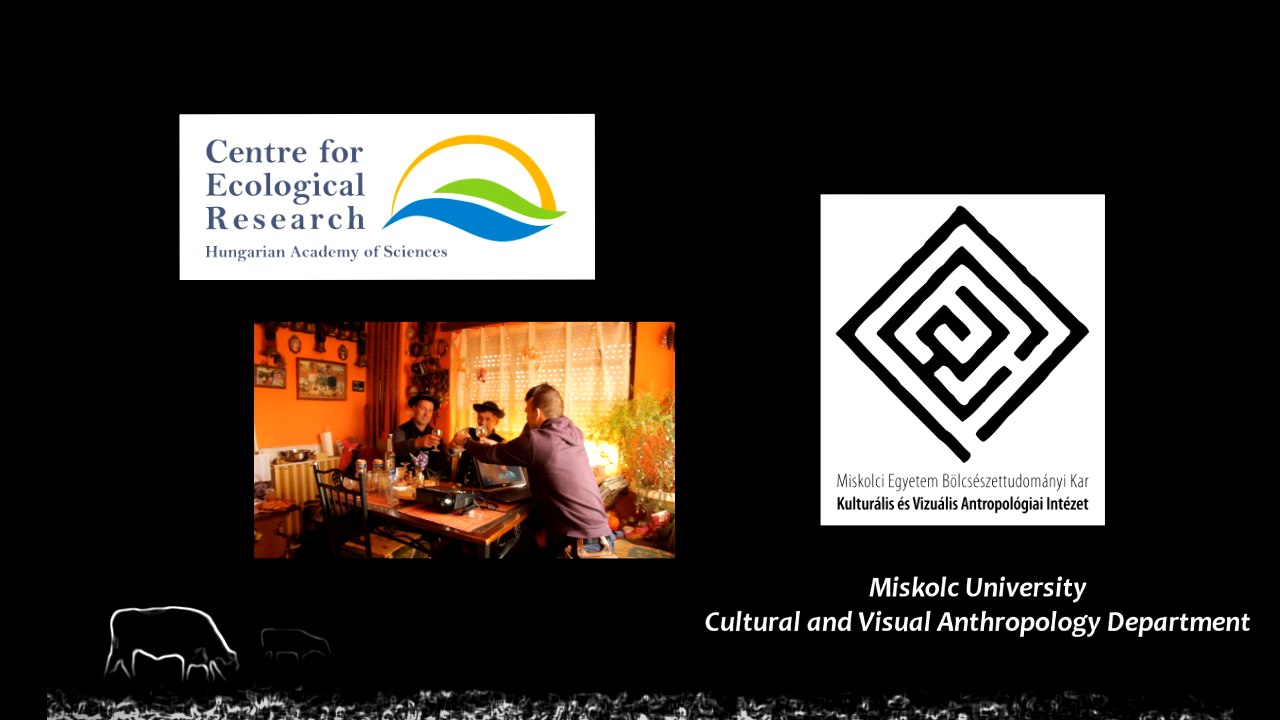 Centre for
Ecological
Research
Hungarian Academy of Sciences
Miskolci Egyetem Bölcsészettudományi Kar
Kulturális és Vizuális Antropológiai Intézet
Miskolc University
Cultural and Visual Anthropology Department